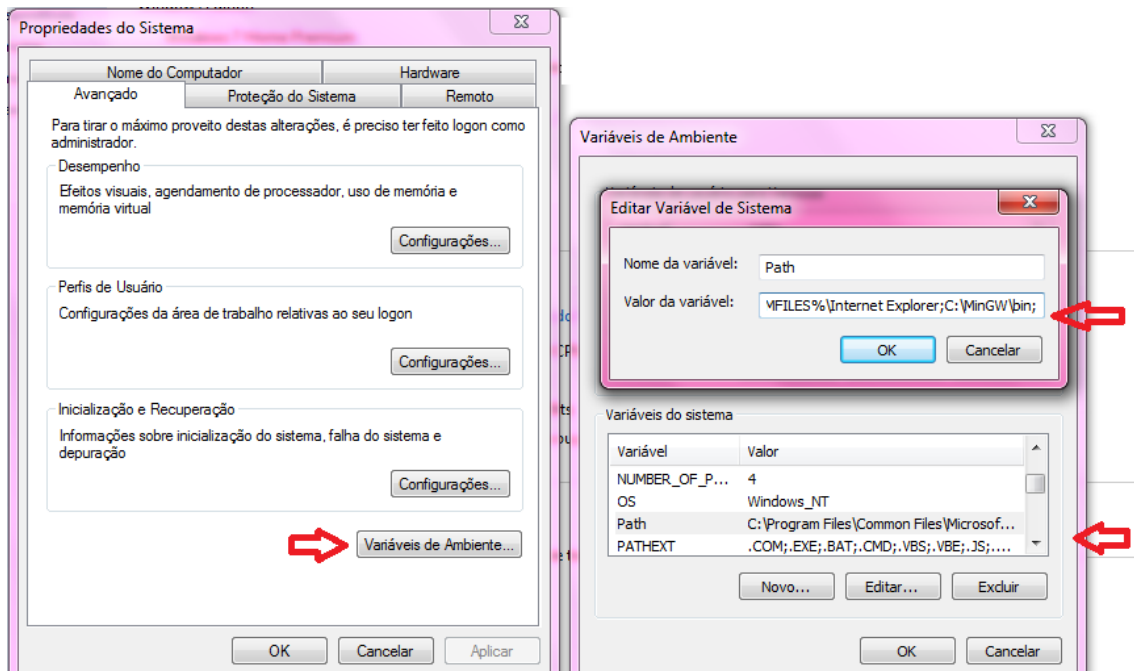 Propriedades do Sistema
Nome do Computador
Hardware
Avançado
Proteção do Sistema
Remoto
Para tirar o máximo proveito destas alterações, é preciso ter feito logon como
administrador.
Desempenho
Efeitos visuais, agendamento de processador, uso de memória e
memória virtual
Configurações...
Perfis de Usuário
Configurações da área de trabalho relativas ao seu logon
Configurações...
Inicialização e Recuperação
Informações sobre inicialização do sistema, falha do sistema e
depuração
Configurações...
Variáveis de Ambiente...
OK
Cancelar
Aplicar
Variáveis de Ambiente
Editar Variável de Sistema
Nome da variável:
Path
Valor da variável:
MFILES%\Internet Explorer;C:\MinGW\bin;
OK
Cancelar
Variáveis do sistema
Variável Valor
NUMBER_OF_P... 4
OS Windows_NT
Path C:\Program Files\Common Files\Microsof...
PATHEXT .COM;.EXE;.BAT;.CMD;.VBS;.VBE;.JS;....
Novo...
Editar...
Excluir
OK
Cancelar